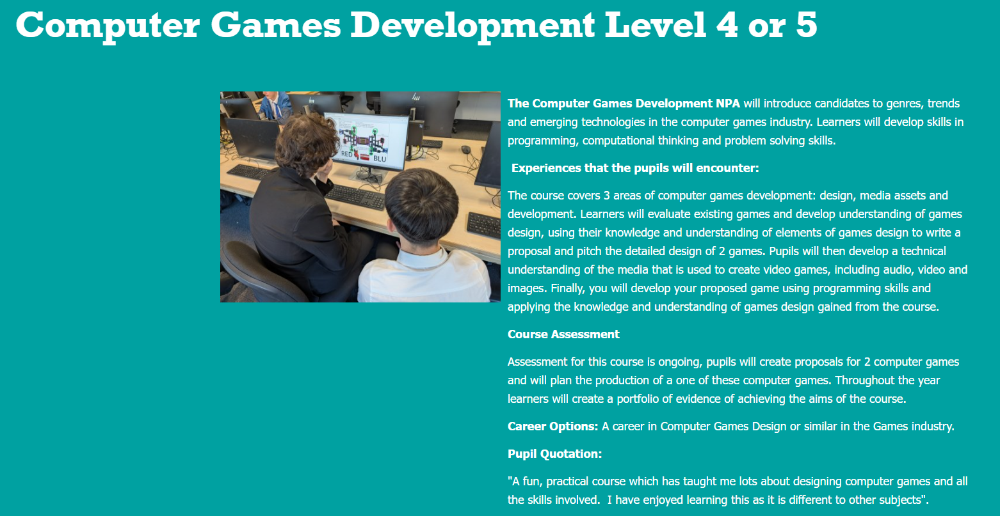 Computer Games Development Level 4 or 5
The Computer Games Development NPA will introduce candidates to genres, trends
and emerging technologies in the computer games industry. Learners will develop skills in
programming, computational thinking and problem solving skills.
Experiences that the pupils will encounter:
The course covers 3 areas of computer games development: design, media assets and
development. Learners will evaluate existing games and develop understanding of games
design, using their knowledge and understanding of elements of games design to write a
proposal and pitch the detailed design of 2 games. Pupils will then develop a technical
understanding of the media that is used to create video games, including audio, video and
images. Finally, you will develop your proposed game using programming skills and
applying the knowledge and understanding of games design gained from the course.
Course Assessment
Assessment for this course is ongoing, pupils will create proposals for 2 computer games
and will plan the production of a one of these computer games. Throughout the year
learners will create a portfolio of evidence of achieving the aims of the course.
Career Options: A career in Computer Games Design or similar in the Games industry.
Pupil Quotation:
"A fun, practical course which has taught me lots about designing computer games and all
the skills involved.  I have enjoyed learning this as it is different to other subjects".
RED BLU
hp